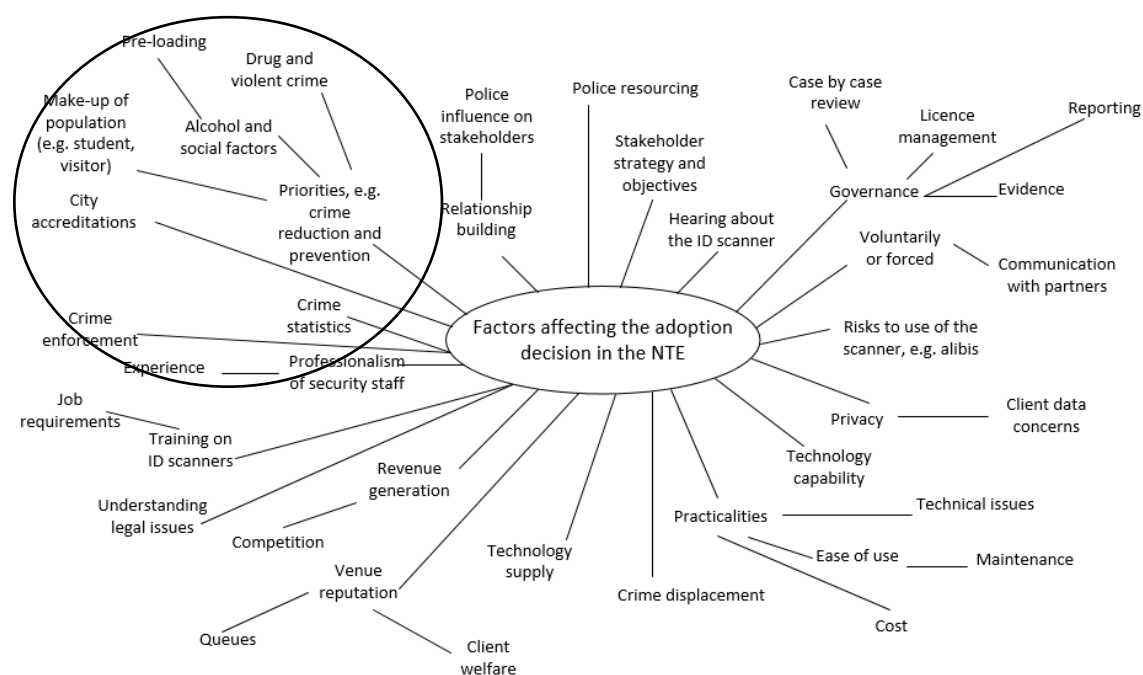 Pre-loading
Drug and
violent crime
Make-up of
population
(e.g. student,
visitor)
Alcohol and
social factors
City
accreditations
Priorities, e.g.
crime
reduction and
prevention
Crime
enforcement
Crime
statistics
Experience
Professionalism
of security staff
Police
influence on
stakeholders
Relationship
building
Police resourcing
Stakeholder
strategy and
objectives
Hearing about
the ID scanner
Case by case
review
Licence
management
Reporting
Governance
Evidence
Voluntarily
or forced
Communication
with partners
Factors affecting the adoption
decision in the NTE
Risks to use of the
scanner, e.g. alibis
Privacy
Client data
concerns
Technology
capability
Job
requirements
Training on
ID scanners
Understanding
legal issues
Revenue
generation
Competition
Venue
reputation
Queues
Client
welfare
Technology
supply
Crime displacement
Practicalities
Technical issues
Ease of use
Maintenance
Cost